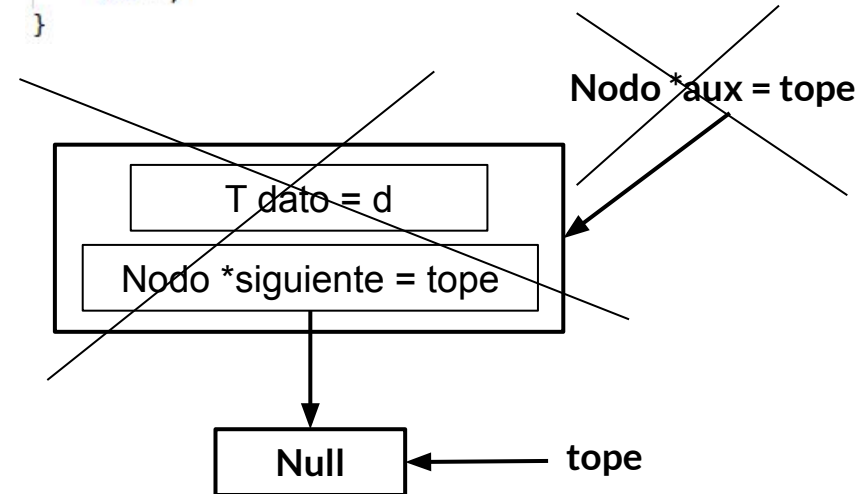 }
Nodo *aux = tope
T dato = d
Nodo *siguiente = tope
Null
tope